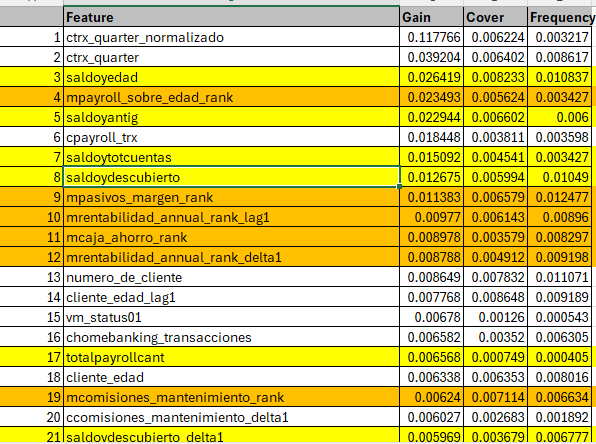 Feature Gain Cover Frequency
1 ctrx_quarter_normalizado 0.117766 0.006224 0.003217
2 ctrx_quarter 0.039204 0.006402 0.008617
3 saldoyedad 0.026419 0.008233 0.010837
4 mpayroll_sobre_edad_rank 0.023493 0.005624 0.003427
5 saldoyantig 0.022944 0.006602 0.006
6 cpayroll_trx 0.018448 0.003811 0.003598
7 saldoytotcuentas 0.015092 0.004541 0.003427
8 saldoydescubierto 0.012675 0.005994 0.01049
9 mpasivos_margen_rank 0.011383 0.006579 0.012477
10 mrentabilidad_annual_rank_lag1 0.00977 0.006143 0.00896
11 mcaja_ahorro_rank 0.008978 0.003579 0.008297
12 mrentabilidad_annual_rank_delta1 0.008788 0.004912 0.009198
13 numero_de_cliente 0.008649 0.007832 0.011071
14 cliente_edad_lag1 0.007768 0.008648 0.009189
15 vm_status01 0.00678 0.00126 0.000543
16 chomebanking_transacciones 0.006582 0.00352 0.006305
17 totalpayrollcant 0.006568 0.000749 0.000405
18 cliente_edad 0.006338 0.006353 0.008016
19 mcomisiones_mantenimiento_rank 0.00624 0.007114 0.006634
20 ccomisiones_mantenimiento_delta1 0.006027 0.002683 0.001892
21 saldoydescubierto_delta1 0.005969 0.003679 0.006777